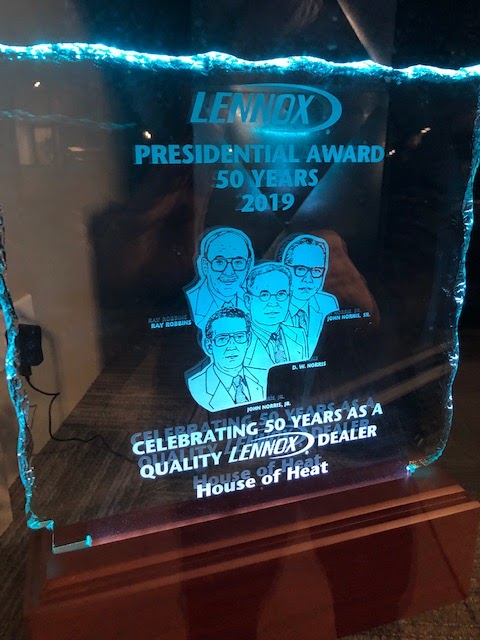 LENNOX
PRESIDENTIAL AWARD
50 YEARS
2019
RAY ROBBINS
JOHN NORRIS, SR.
D. W. NORRIS
JOHN NORRIS, JR.
CELEBRATING 50 YEARS AS A
QUALITY LENNOX DEALER
House of Heat